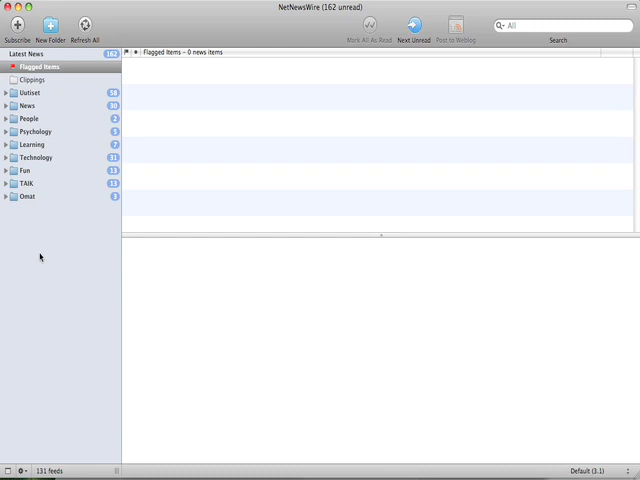 NetNewsWire (162 unread)
Subscribe New Folder Refresh All Mark All As Read Next Unread Post to Weblog All Search
Latest News 162
Flagged Items
Clippings
Uutiset 58
News 30
People 2
Psychology 5
Learning 7
Technology 31
Fun 13
TAIK 13
Omat 3
Flagged Items – 0 news items
131 feeds
Default (3.1)